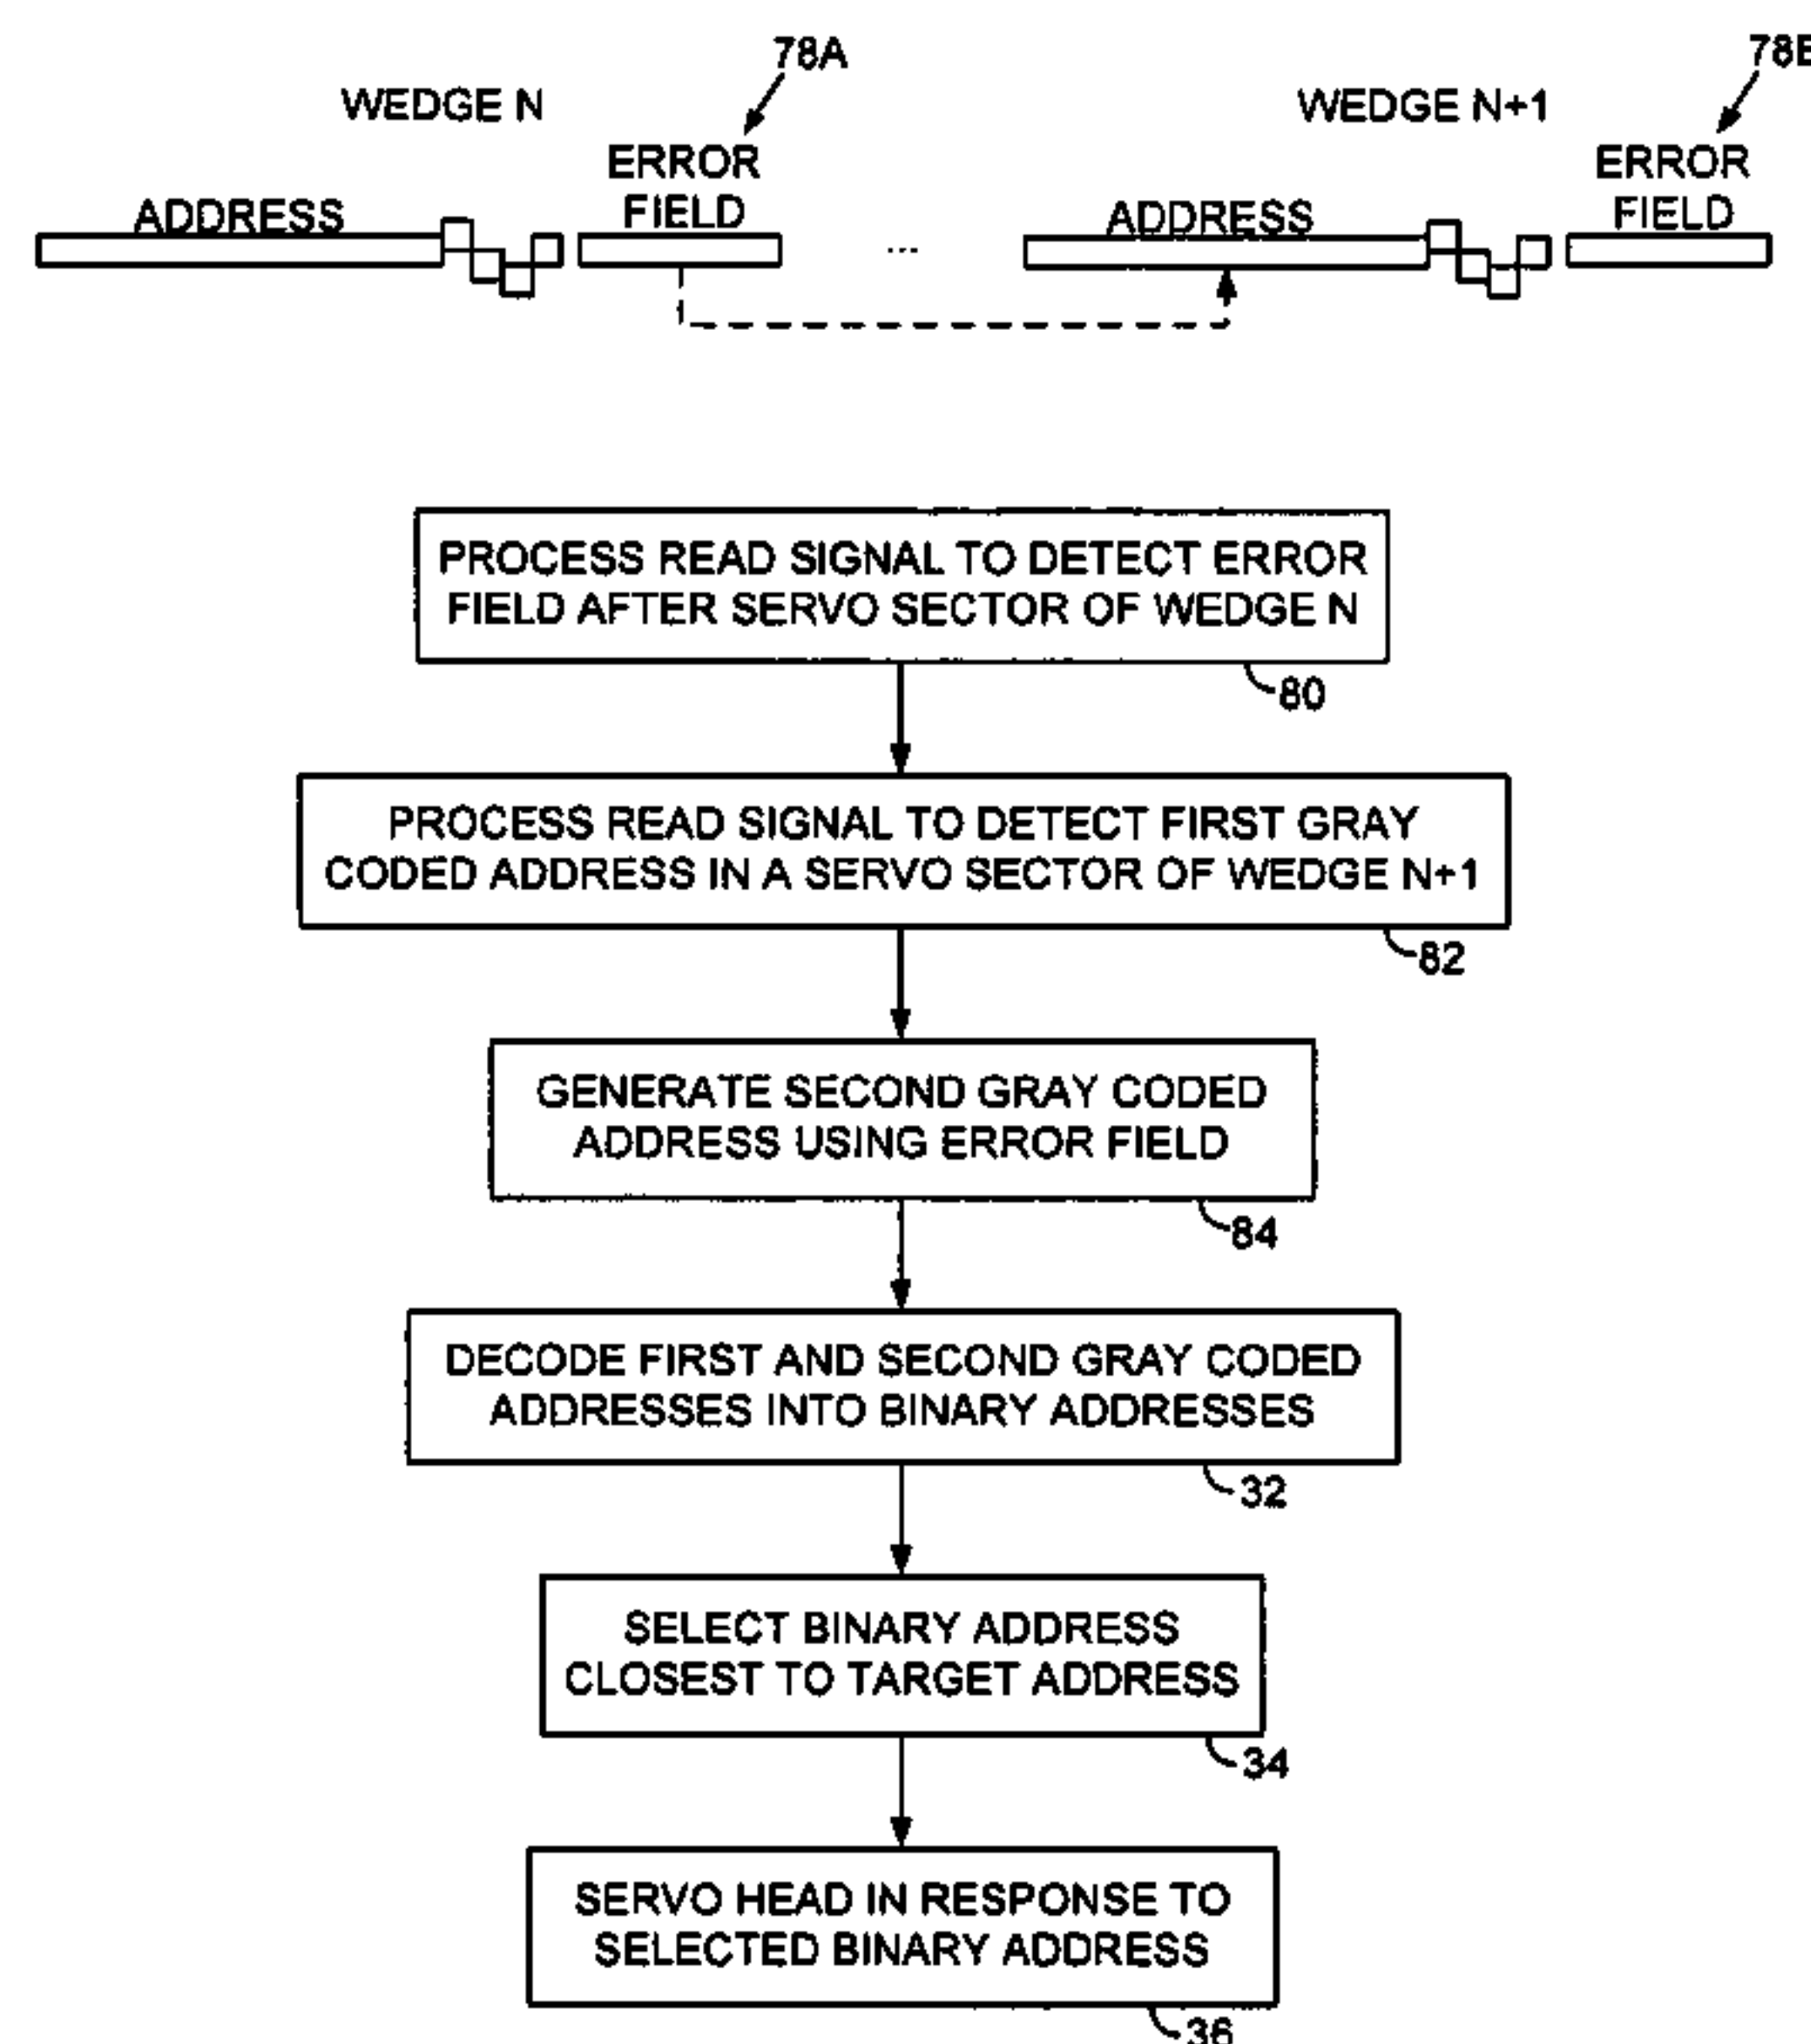 78A
78B
WEDGE N
WEDGE N+1
ERROR
FIELD
ERROR
FIELD
ADDRESS
ADDRESS
...
PROCESS READ SIGNAL TO DETECT ERROR
FIELD AFTER SERVO SECTOR OF WEDGE N
80
PROCESS READ SIGNAL TO DETECT FIRST GRAY
CODED ADDRESS IN A SERVO SECTOR OF WEDGE N+1
82
GENERATE SECOND GRAY CODED
ADDRESS USING ERROR FIELD
84
DECODE FIRST AND SECOND GRAY CODED
ADDRESSES INTO BINARY ADDRESSES
32
SELECT BINARY ADDRESS
CLOSEST TO TARGET ADDRESS
34
SERVO HEAD IN RESPONSE TO
SELECTED BINARY ADDRESS
36